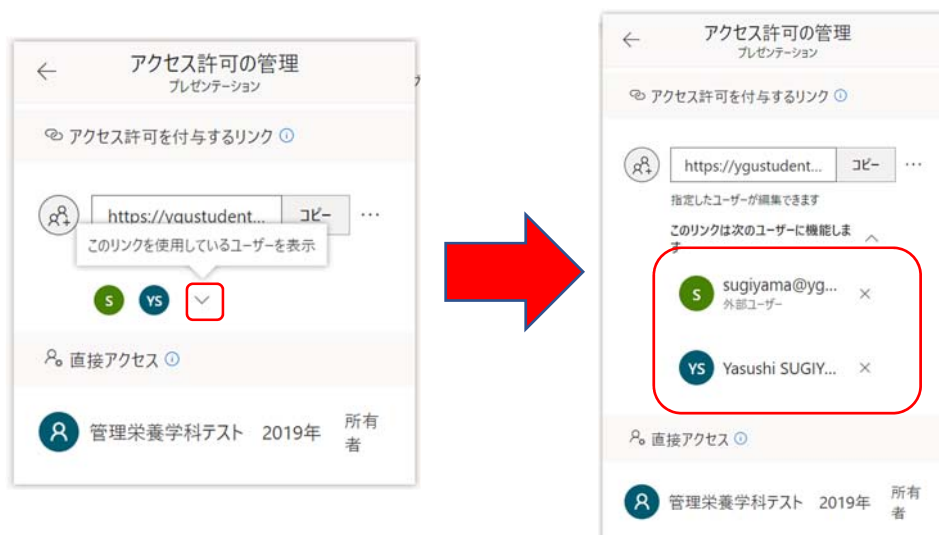 アクセス許可の管理
プレゼンテーション
アクセス許可を付与するリンク
https://ygustudent... コピー ...
このリンクを使用しているユーザーを表示
S YS
直接アクセス
管理栄養学科テスト 2019年 所有
者
アクセス許可の管理
プレゼンテーション
アクセス許可を付与するリンク
https://ygustudent... コピー ...
指定したユーザーが編集できます
このリンクは次のユーザーに機能しま
す
S sugiyama@yg...
外部ユーザー
YS Yasushi SUGIY...
直接アクセス
管理栄養学科テスト 2019年 所有
者